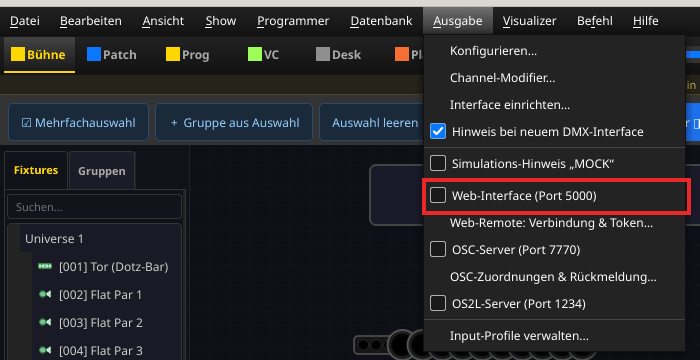 Datei Bearbeiten Ansicht Show Programmer Datenbank Ausgabe Visualizer Befehl Hilfe
Bühne Patch Prog VC Desk
☑ Mehrfachauswahl + Gruppe aus Auswahl Auswahl leeren
Fixtures Gruppen
Suchen...
Universe 1
[001] Tor (Dotz-Bar)
[002] Flat Par 1
[003] Flat Par 2
[004] Flat Par 3
Konfigurieren...
Channel-Modifier...
Interface einrichten...
Hinweis bei neuem DMX-Interface
Simulations-Hinweis „MOCK“
Web-Interface (Port 5000)
Web-Remote: Verbindung & Token...
OSC-Server (Port 7770)
OSC-Zuordnungen & Rückmeldung...
OS2L-Server (Port 1234)
Input-Profile verwalten...